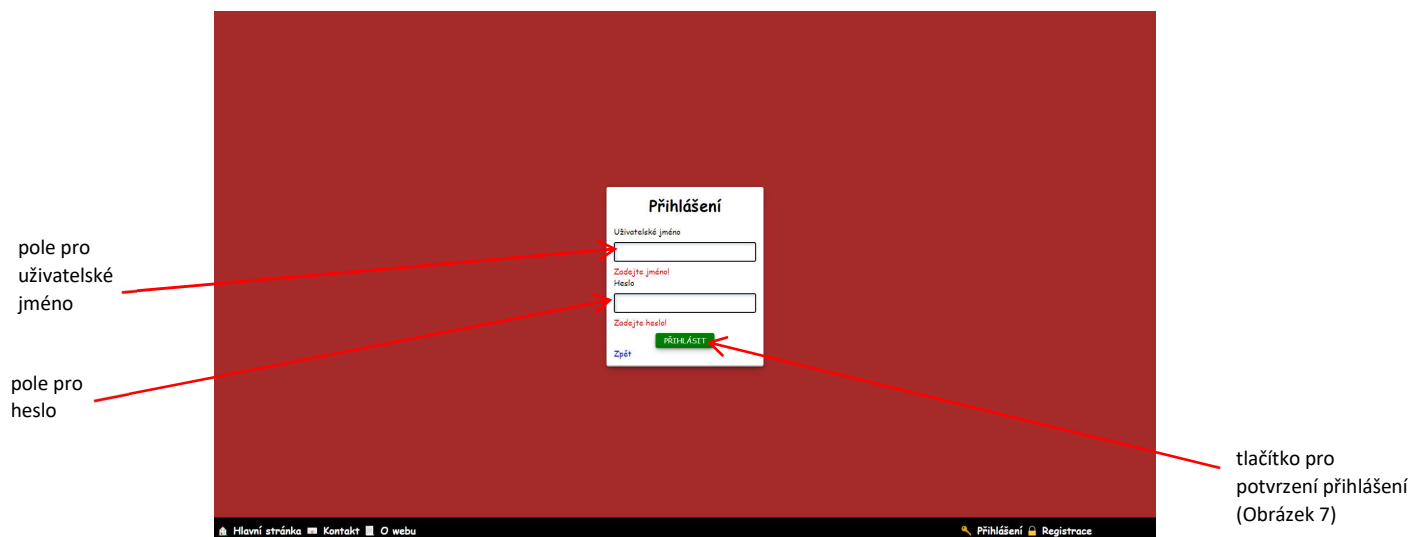 Přihlášení
Uživatelské jméno
pole pro
uživatelské
jméno
Zadejte jméno!
Heslo
Zadejte heslo!
PŘIHLÁSIT
Zpět
pole pro
heslo
tlačítko pro
potvrzení přihlášení
(Obrázek 7)
Hlavní stránka Kontakt O webu Přihlášení Registrace